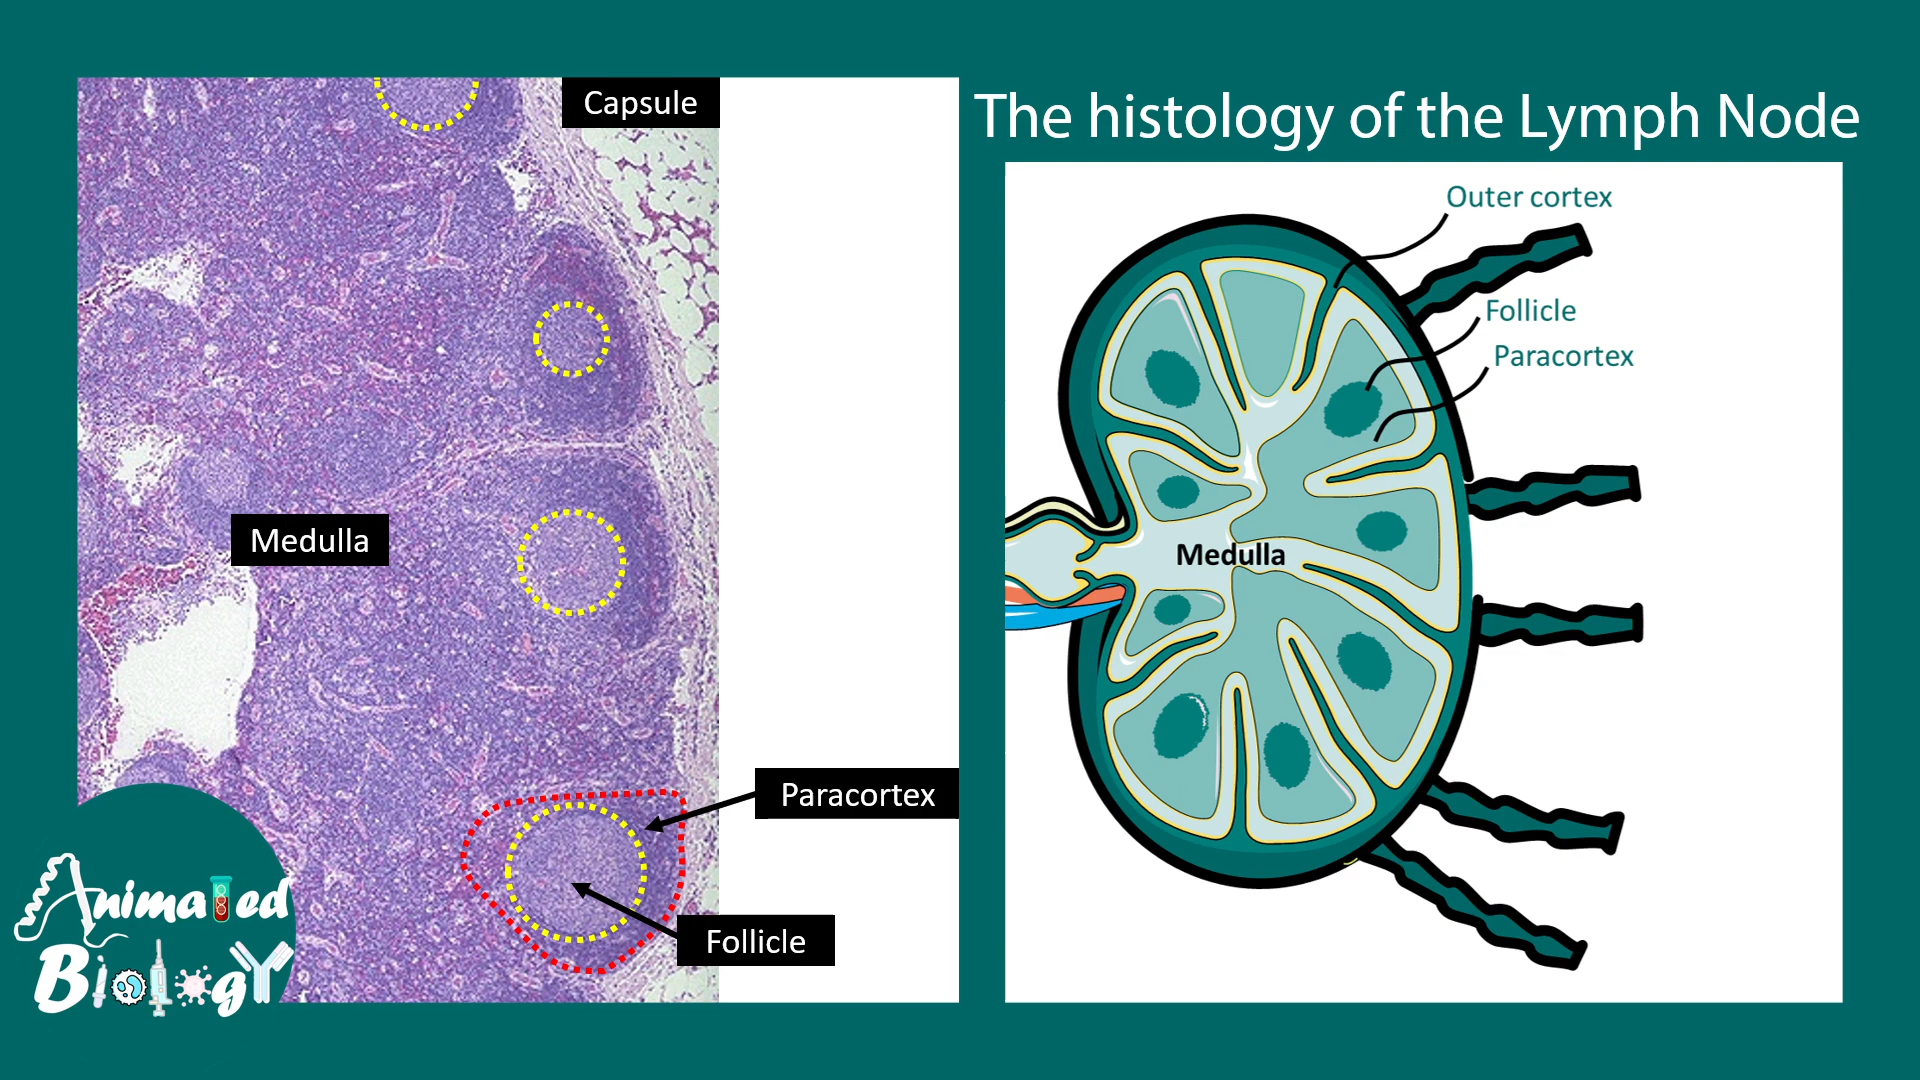 Capsule
The histology of the Lymph Node
Outer cortex
Follicle
Paracortex
Medulla
Medulla
Paracortex
Follicle
Animated
Biology